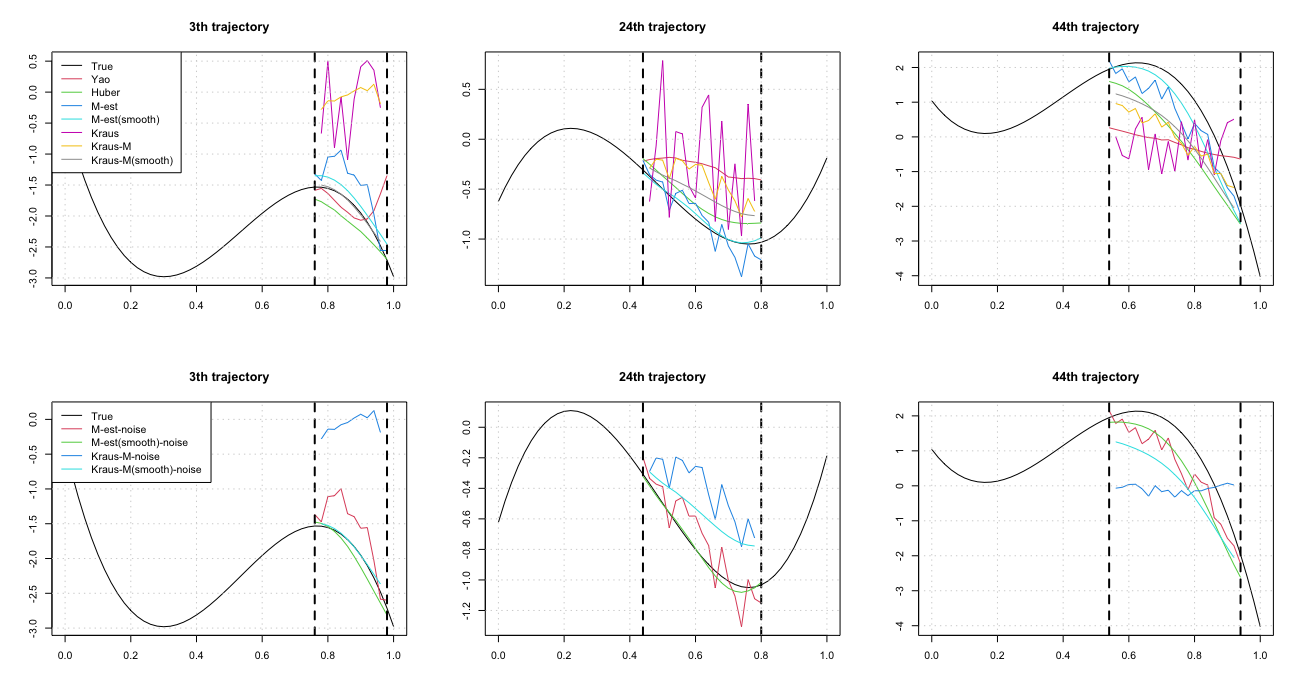 3th trajectory
0.5
0.0
-0.5
-1.0
-1.5
-2.0
-2.5
-3.0
True
Yao
Huber
M-est
M-est(smooth)
Kraus
Kraus-M
Kraus-M(smooth)
0.0 0.2 0.4 0.6 0.8 1.0
24th trajectory
0.5
0.0
-0.5
-1.0
0.0 0.2 0.4 0.6 0.8 1.0
44th trajectory
2
1
0
-1
-2
-3
-4
0.0 0.2 0.4 0.6 0.8 1.0
3th trajectory
0.0
-0.5
-1.0
-1.5
-2.0
-2.5
-3.0
True
M-est-noise
M-est(smooth)-noise
Kraus-M-noise
Kraus-M(smooth)-noise
0.0 0.2 0.4 0.6 0.8 1.0
24th trajectory
0.0
-0.2
-0.4
-0.6
-0.8
-1.0
-1.2
0.0 0.2 0.4 0.6 0.8 1.0
44th trajectory
2
1
0
-1
-2
-3
-4
0.0 0.2 0.4 0.6 0.8 1.0